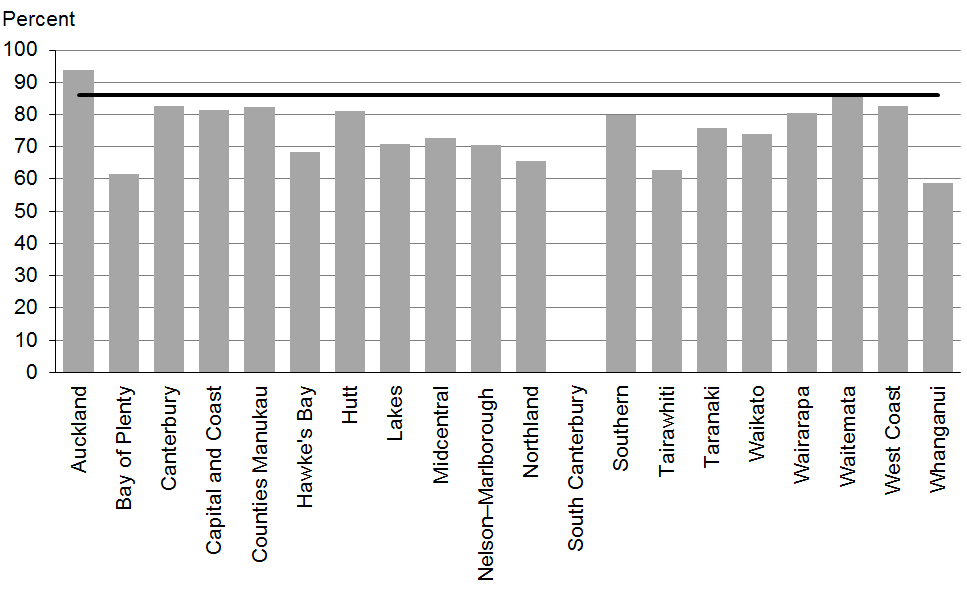 Percent
100
90
80
70
60
50
40
30
20
10
0
Auckland
Bay of Plenty
Canterbury
Capital and Coast
Counties Manukau
Hawke's Bay
Hutt
Lakes
Midcentral
Nelson–Marlborough
Northland
South Canterbury
Southern
Tairawhiti
Taranaki
Waikato
Wairarapa
Waitemata
West Coast
Whanganui